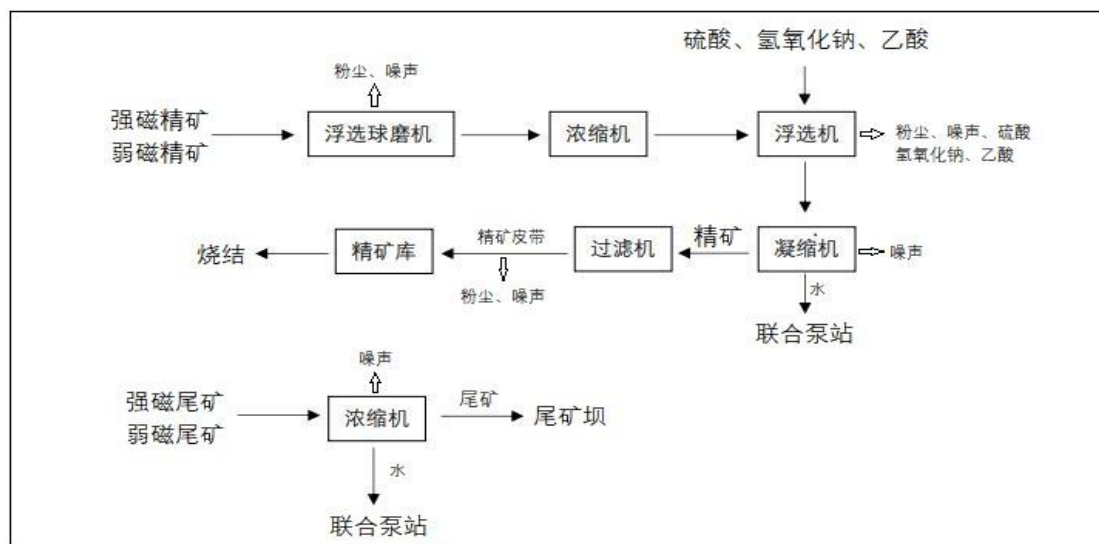 硫酸、氢氧化钠、乙酸
粉尘、噪声
强磁精矿
弱磁精矿
浮选球磨机
浓缩机
浮选机
粉尘、噪声、硫酸
氢氧化钠、乙酸
烧结
精矿库
精矿皮带
粉尘、噪声
过滤机
精矿
凝缩机
噪声
水
联合泵站
噪声
强磁尾矿
弱磁尾矿
浓缩机
尾矿
尾矿坝
水
联合泵站